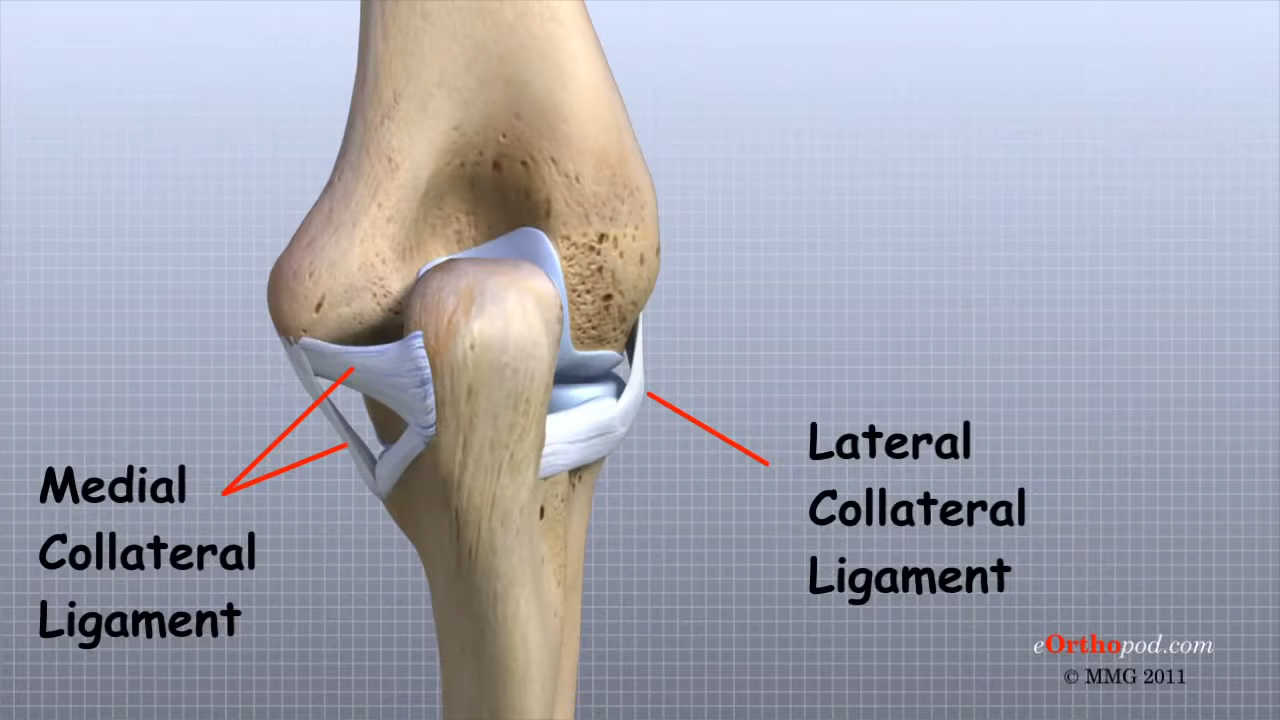 Medial
Collateral
Ligament
Lateral
Collateral
Ligament
eOrthopod.com
© MMG 2011